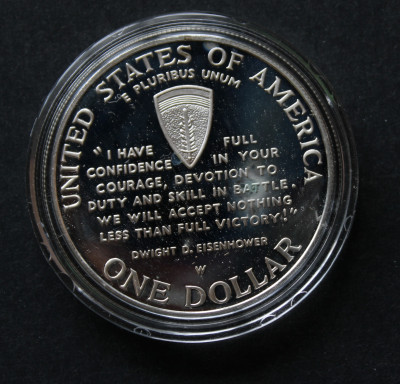 UNITED STATES OF AMERICA
E PLURIBUS UNUM
"I HAVE FULL
CONFIDENCE IN YOUR
COURAGE, DEVOTION TO
DUTY AND SKILL IN BATTLE.
WE WILL ACCEPT NOTHING
LESS THAN FULL VICTORY!"
DWIGHT D. EISENHOWER
W
ONE DOLLAR